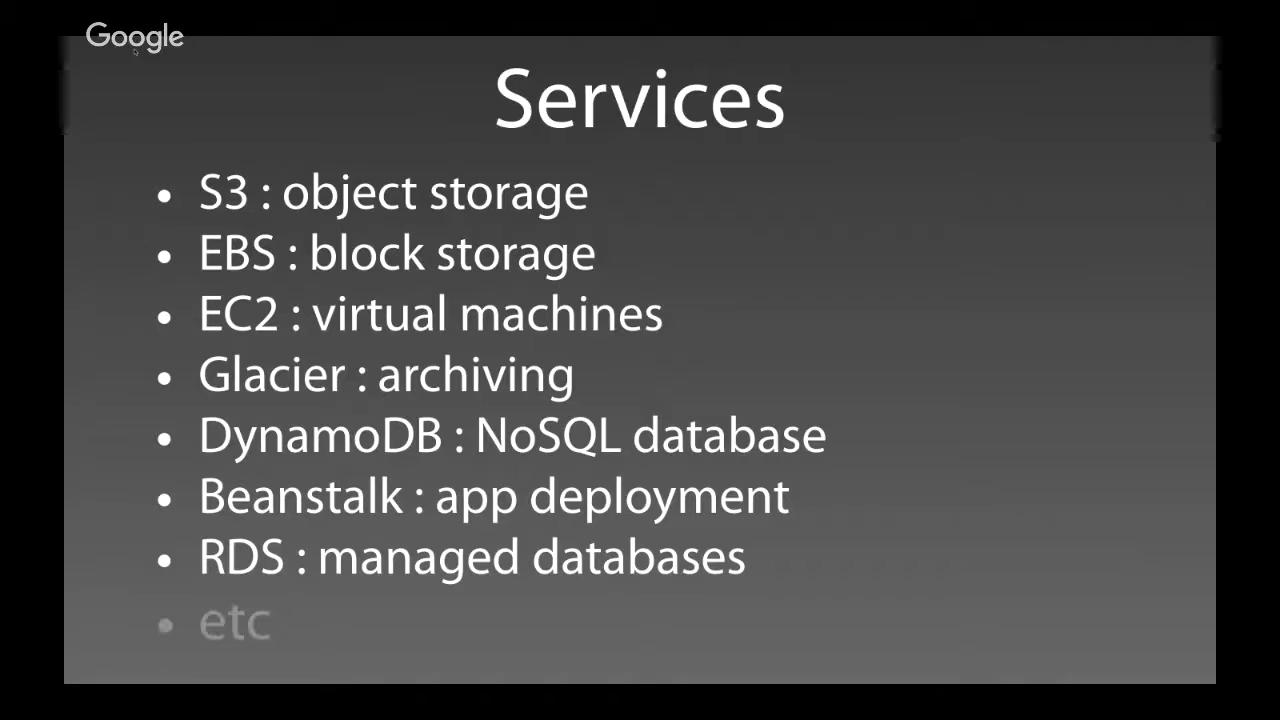 Google
Services
• S3 : object storage
• EBS : block storage
• EC2 : virtual machines
• Glacier : archiving
• DynamoDB : NoSQL database
• Beanstalk : app deployment
• RDS : managed databases
• etc